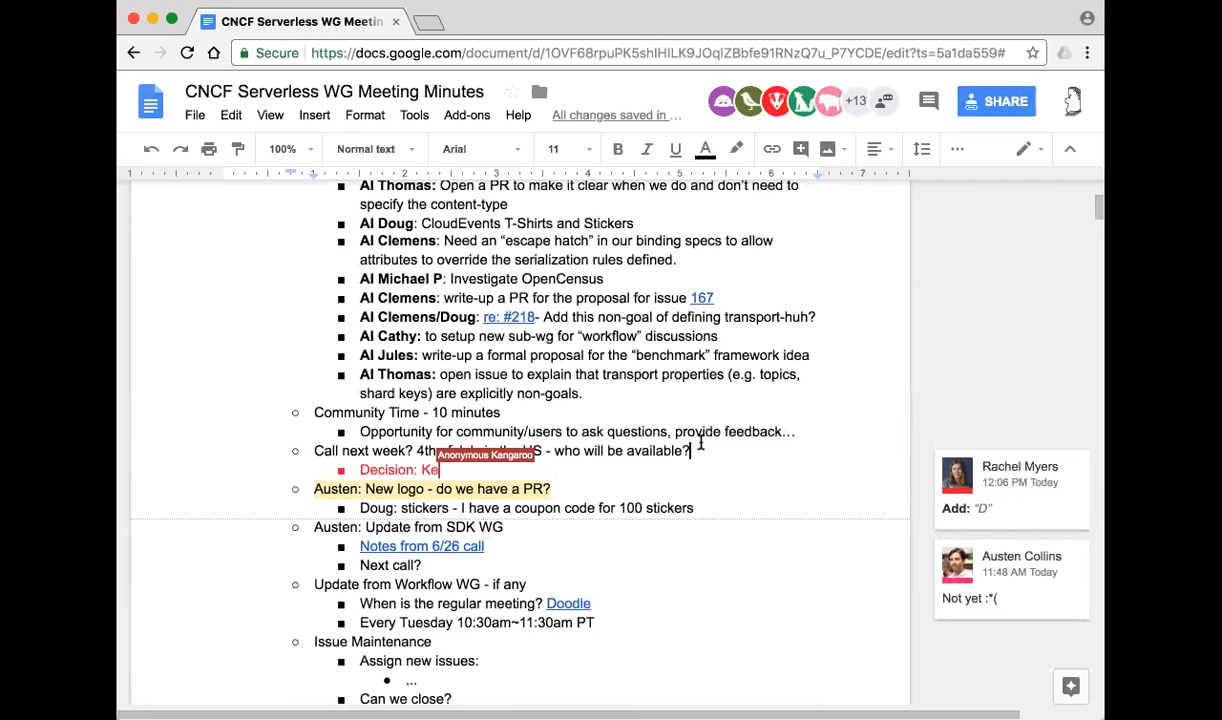 CNCF Serverless WG Meetin
Secure
https://docs.google.com/document/d/1OVF68rpuPK5shlHlLK9JOqlZBbfe91RNzQ7u_P7YCDE/edit?ts=5a1da559#
CNCF Serverless WG Meeting Minutes
+13
SHARE
File Edit View Insert Format Tools Add-ons Help All changes saved in …
100% Normal text Arial 11 B I U A
1 1 2 3 4 5 6 7
AI Thomas: Open a PR to make it clear when we do and don't need to
specify the content-type
AI Doug: CloudEvents T-Shirts and Stickers
AI Clemens: Need an “escape hatch” in our binding specs to allow
attributes to override the serialization rules defined.
AI Michael P: Investigate OpenCensus
AI Clemens: write-up a PR for the proposal for issue 167
AI Clemens/Doug: re: #218- Add this non-goal of defining transport-huh?
AI Cathy: to setup new sub-wg for “workflow” discussions
AI Jules: write-up a formal proposal for the “benchmark” framework idea
AI Thomas: open issue to explain that transport properties (e.g. topics,
shard keys) are explicitly non-goals.
Community Time - 10 minutes
Opportunity for community/users to ask questions, provide feedback…
Call next week? 4th S - who will be available?
Anonymous Kangaroo
Decision: Ke
Austen: New logo - do we have a PR?
Doug: stickers - I have a coupon code for 100 stickers
Austen: Update from SDK WG
Notes from 6/26 call
Next call?
Update from Workflow WG - if any
When is the regular meeting? Doodle
Every Tuesday 10:30am~11:30am PT
Issue Maintenance
Assign new issues:
...
Can we close?
Rachel Myers
12:06 PM Today
Add: “D”
Austen Collins
11:48 AM Today
Not yet :*(